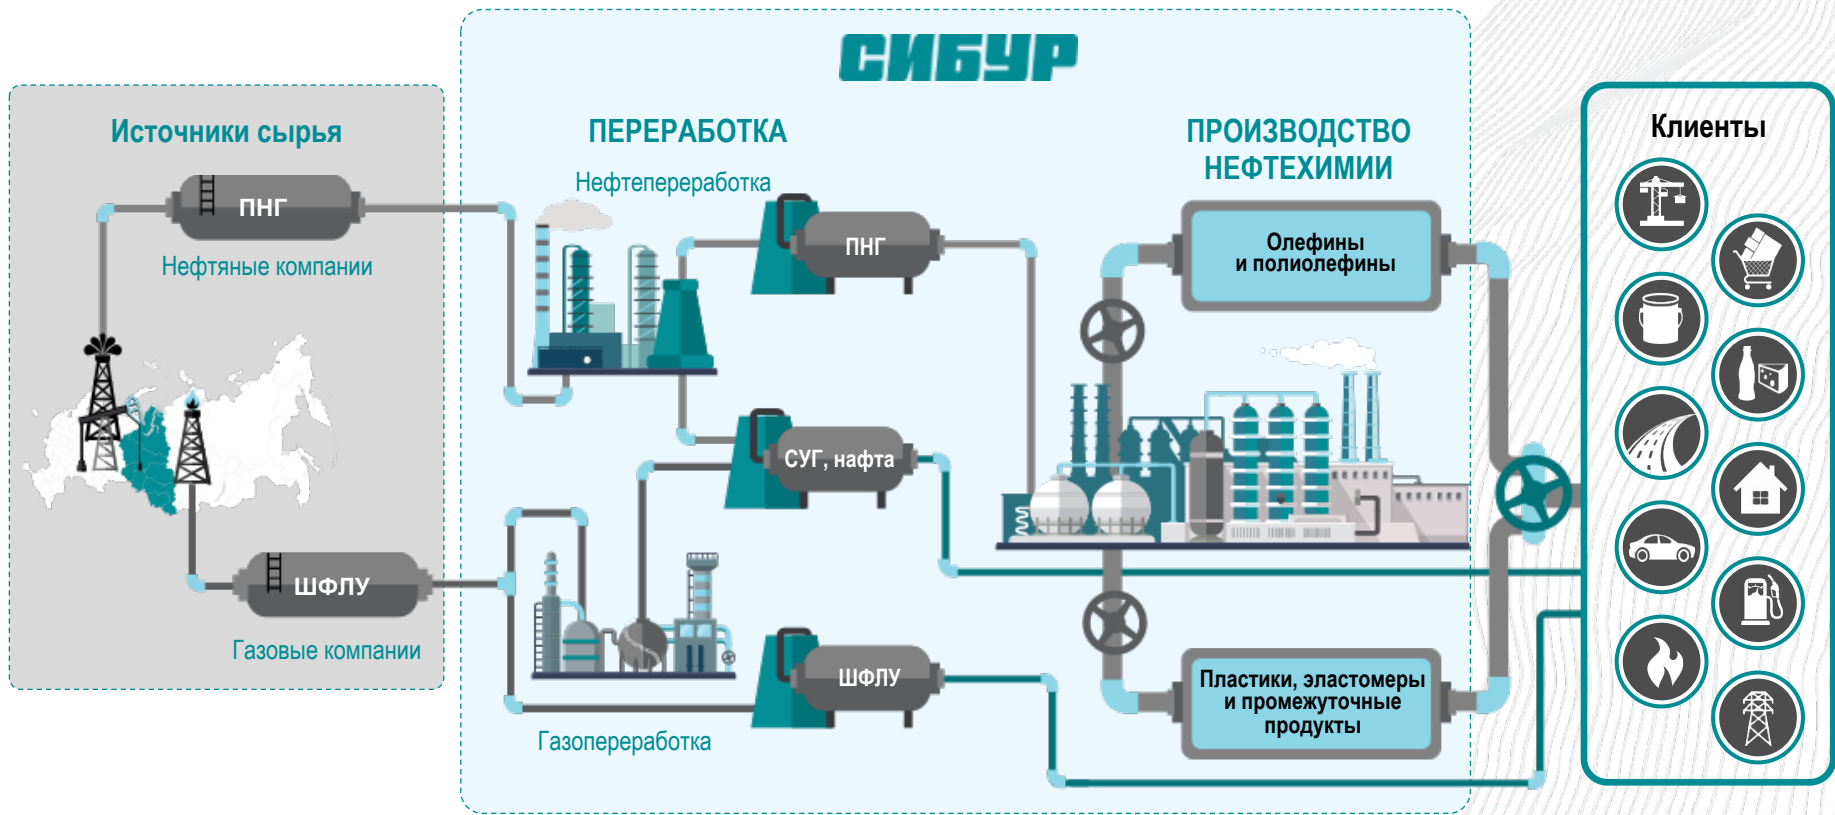 СИБУР
Источники сырья
ПНГ
Нефтяные компании
ШФЛУ
Газовые компании
ПЕРЕРАБОТКА
Нефтепереработка
ПНГ
СУГ, нафта
ШФЛУ
Газопереработка
ПРОИЗВОДСТВО
НЕФТЕХИМИИ
Олефины
и полиолефины
Пластики, эластомеры
и промежуточные
продукты
Клиенты